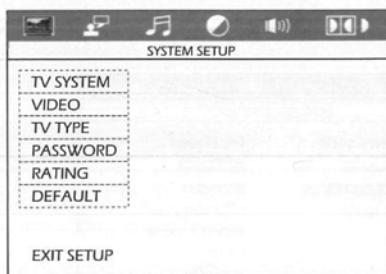 SYSTEM SETUP
TV SYSTEM
VIDEO
TV TYPE
PASSWORD
RATING
DEFAULT
EXIT SETUP